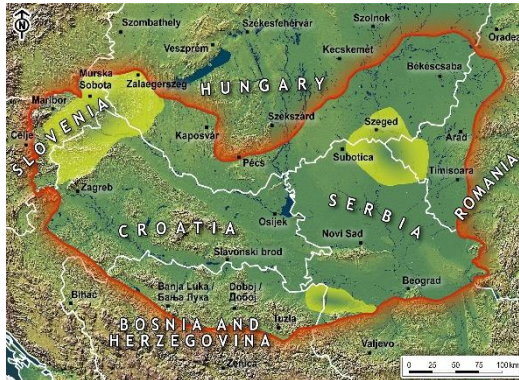 N
Szombathely
Székesfehérvár
Szolnok
Oradea
Veszprém
Kecskemét
Murska
Sobota
Zalaegerszeg
HUNGARY
Békéscsaba
Maribor
Celje
SLOVENIA
Kaposvár
Szekszárd
Szeged
Arad
Pécs
Subotica
Timisoara
ROMANIA
Zagreb
SERBIA
CROATIA
Osijek
Novi Sad
Slavonski brod
Beograd
Bihać
Banja Luka /
Бања Лука
Doboj /
Добој
Tuzla
BOSNIA AND
HERZEGOVINA
Valjevo
Zenica
0 25 50 75 100km